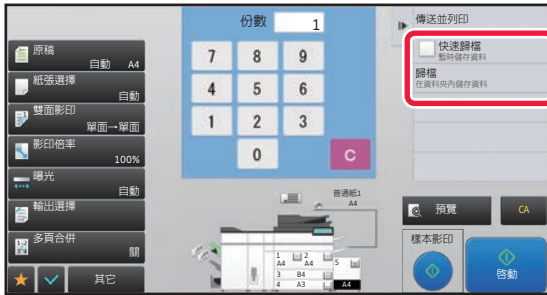 原稿
自動 A4
紙張選擇
自動
雙面影印
單面→單面
影印倍率
100%
曝光
自動
輸出選擇
多頁合併
關
其它
份數 1
7 8 9
4 5 6
1 2 3
0 C
普通紙1
A4
1 A4 2 A4 5
3 B4
4 A3 A4
傳送並列印
快速歸檔
暫時儲存資料
歸檔
在資料夾內儲存資料
預覽 CA
樣本影印
啓動